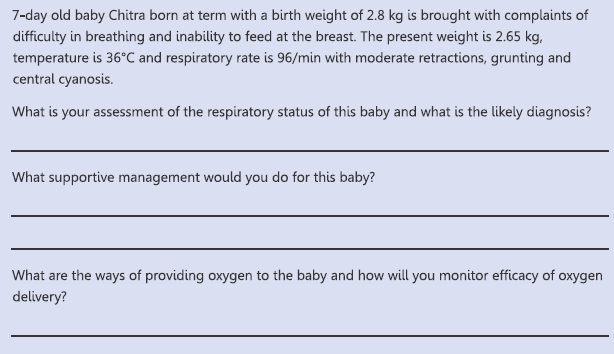 7-day old baby Chitra born at term with a birth weight of 2.8 kg is brought with complaints of
difficulty in breathing and inability to feed at the breast. The present weight is 2.65 kg,
temperature is 36°C and respiratory rate is 96/min with moderate retractions, grunting and
central cyanosis.
What is your assessment of the respiratory status of this baby and what is the likely diagnosis?
What supportive management would you do for this baby?
What are the ways of providing oxygen to the baby and how will you monitor efficacy of oxygen
delivery?